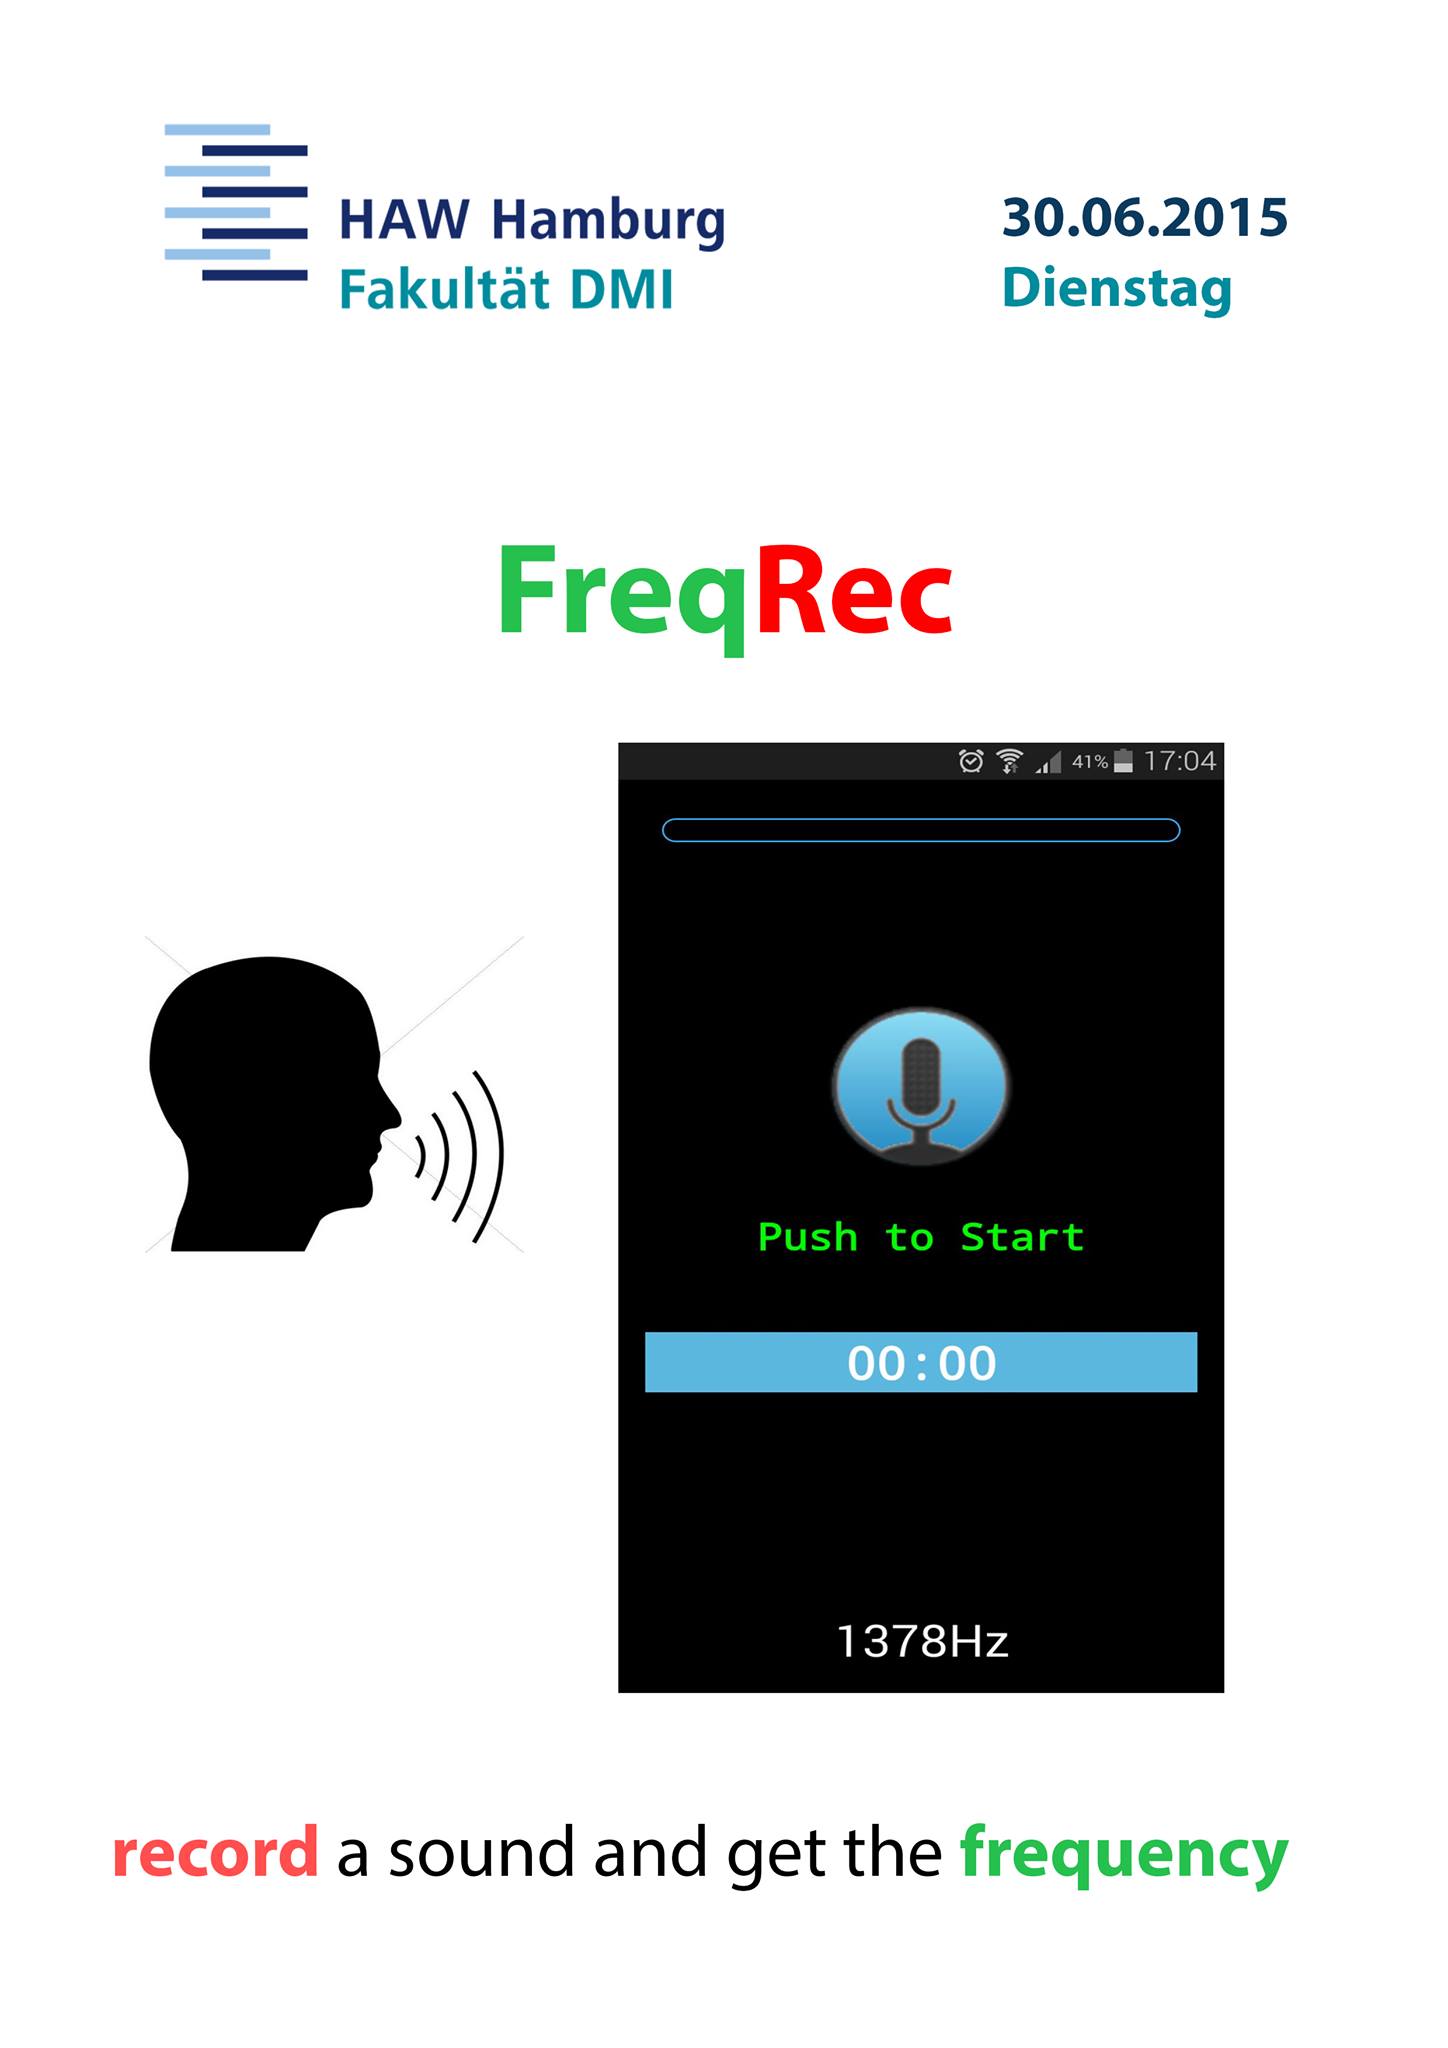 HAW Hamburg
Fakultät DMI
30.06.2015
Dienstag
FreqRec
41% 17:04
Push to Start
00:00
1378Hz
record a sound and get the frequency